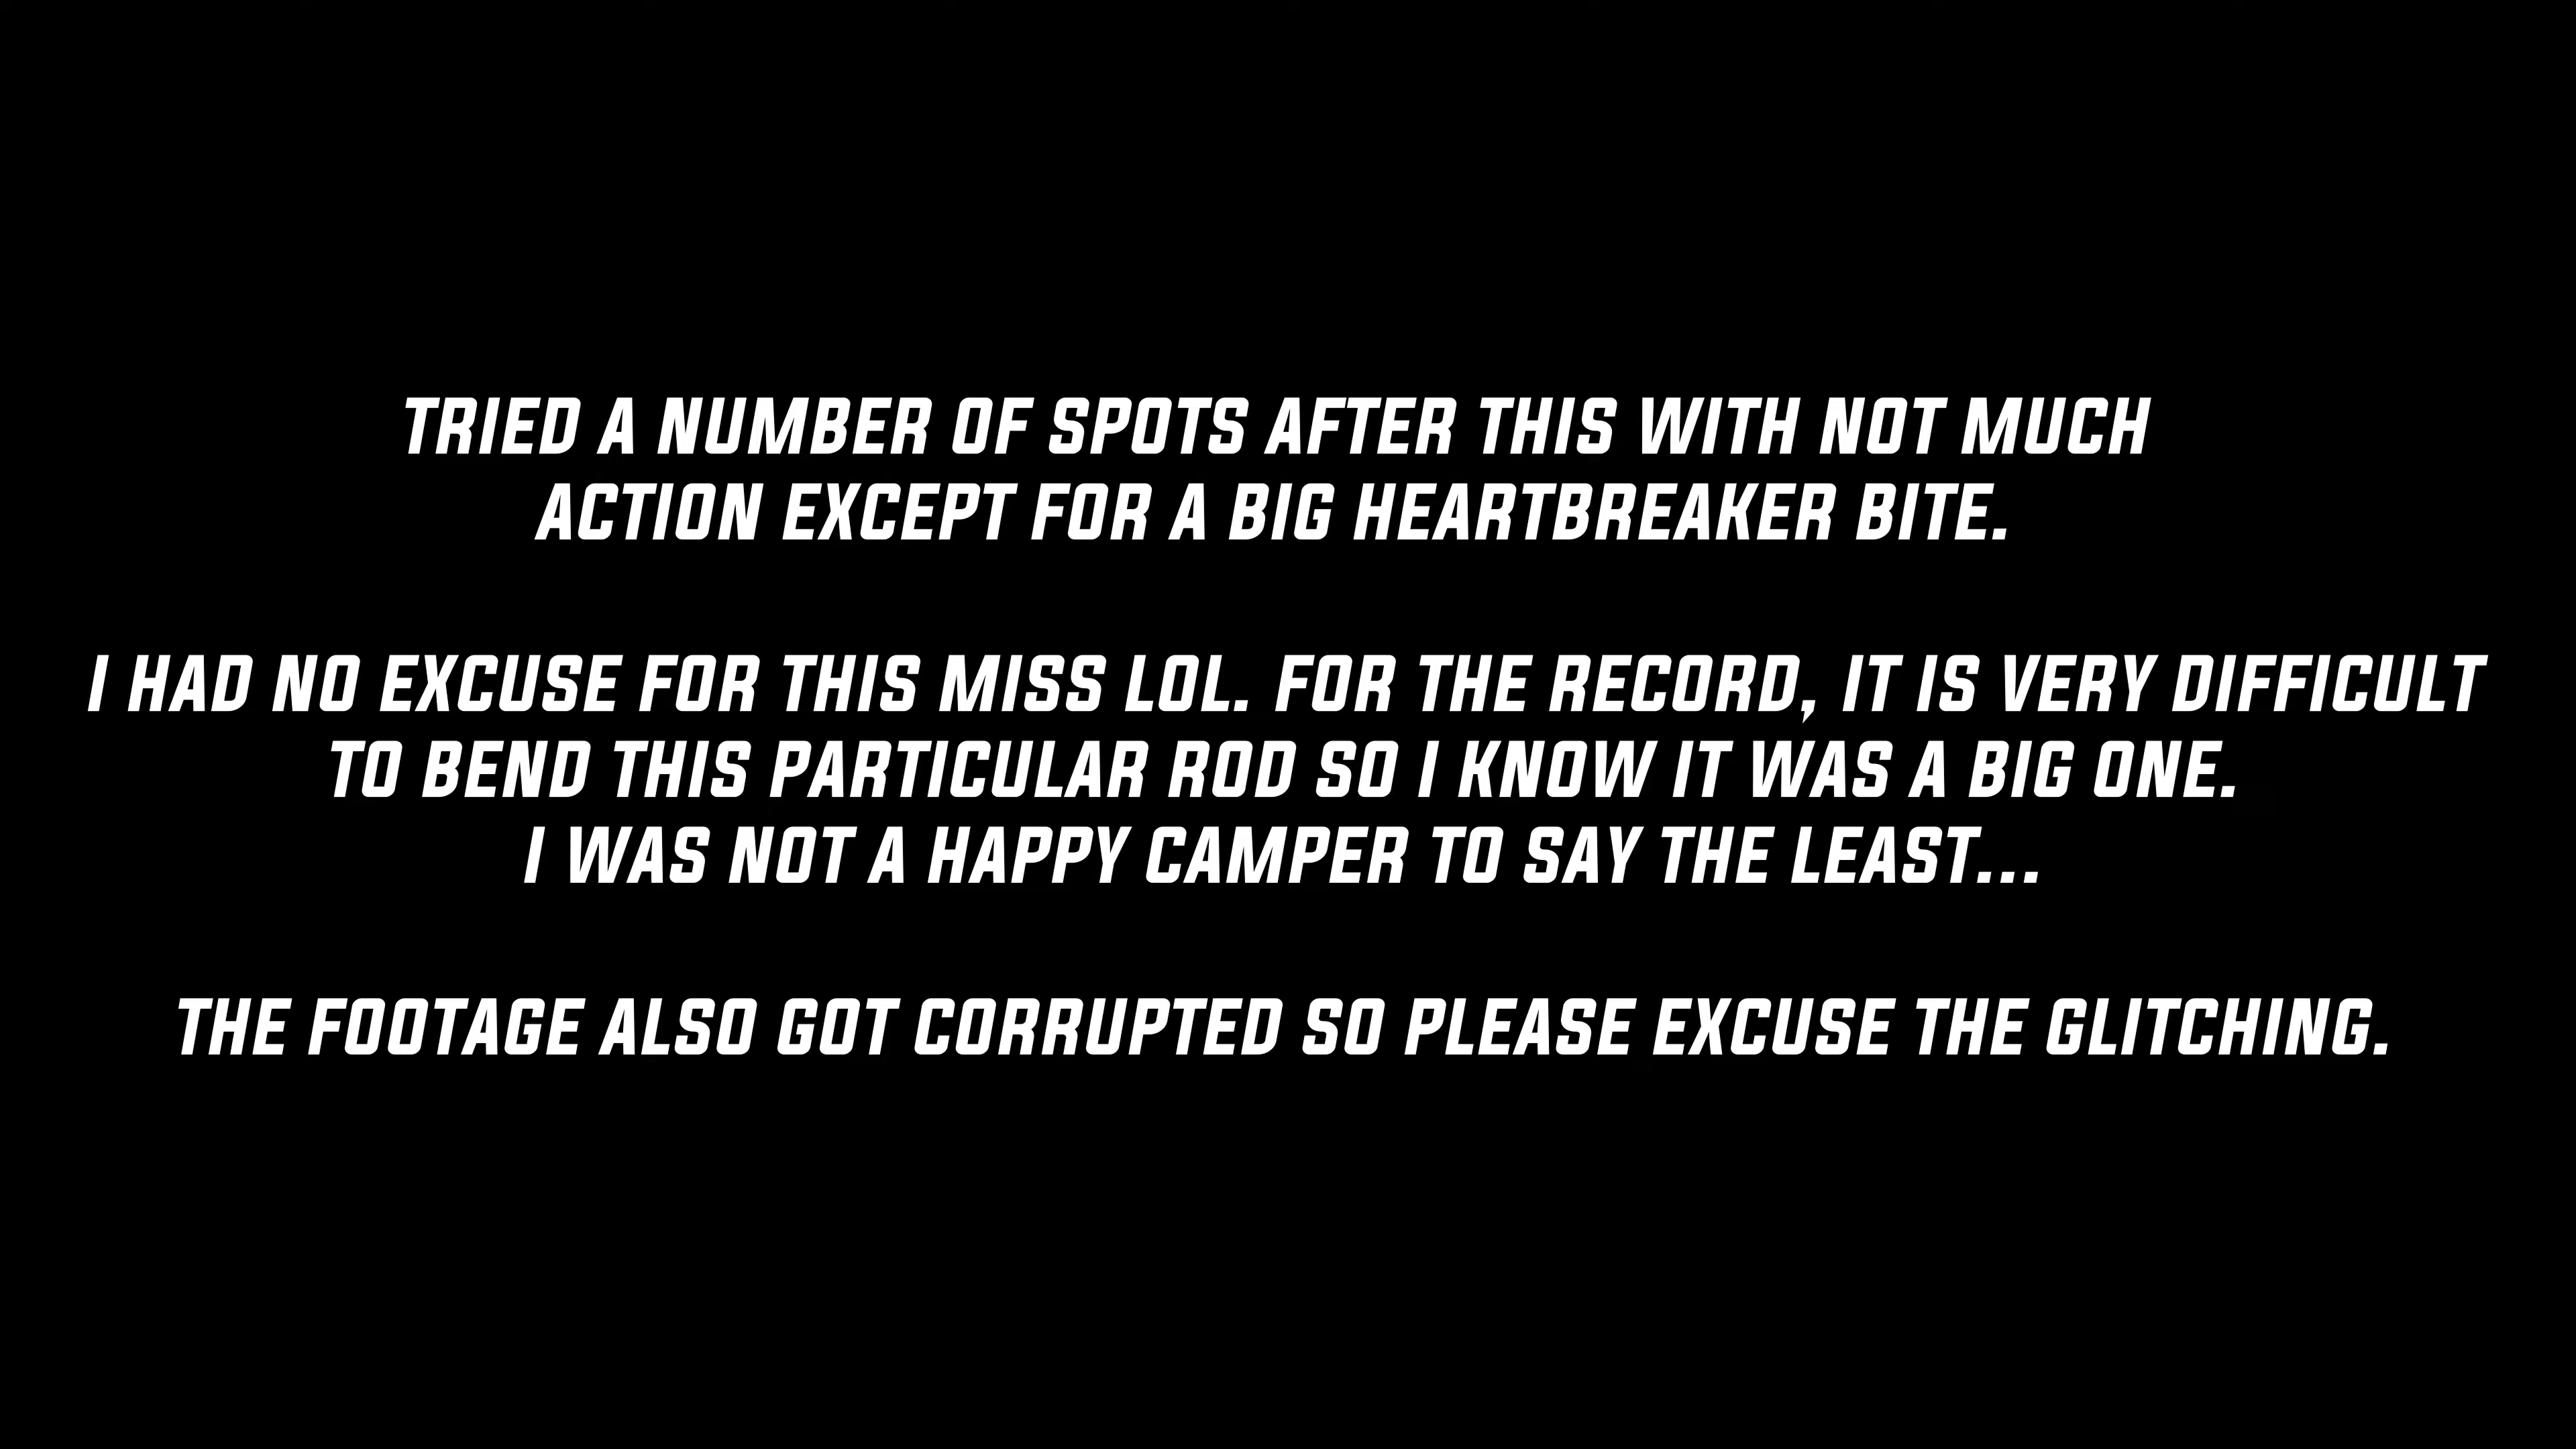 TRIED A NUMBER OF SPOTS AFTER THIS WITH NOT MUCH
ACTION EXCEPT FOR A BIG HEARTBREAKER BITE.
I HAD NO EXCUSE FOR THIS MISS LOL. FOR THE RECORD, IT IS VERY DIFFICULT
TO BEND THIS PARTICULAR ROD SO I KNOW IT WAS A BIG ONE.
I WAS NOT A HAPPY CAMPER TO SAY THE LEAST...
THE FOOTAGE ALSO GOT CORRUPTED SO PLEASE EXCUSE THE GLITCHING.